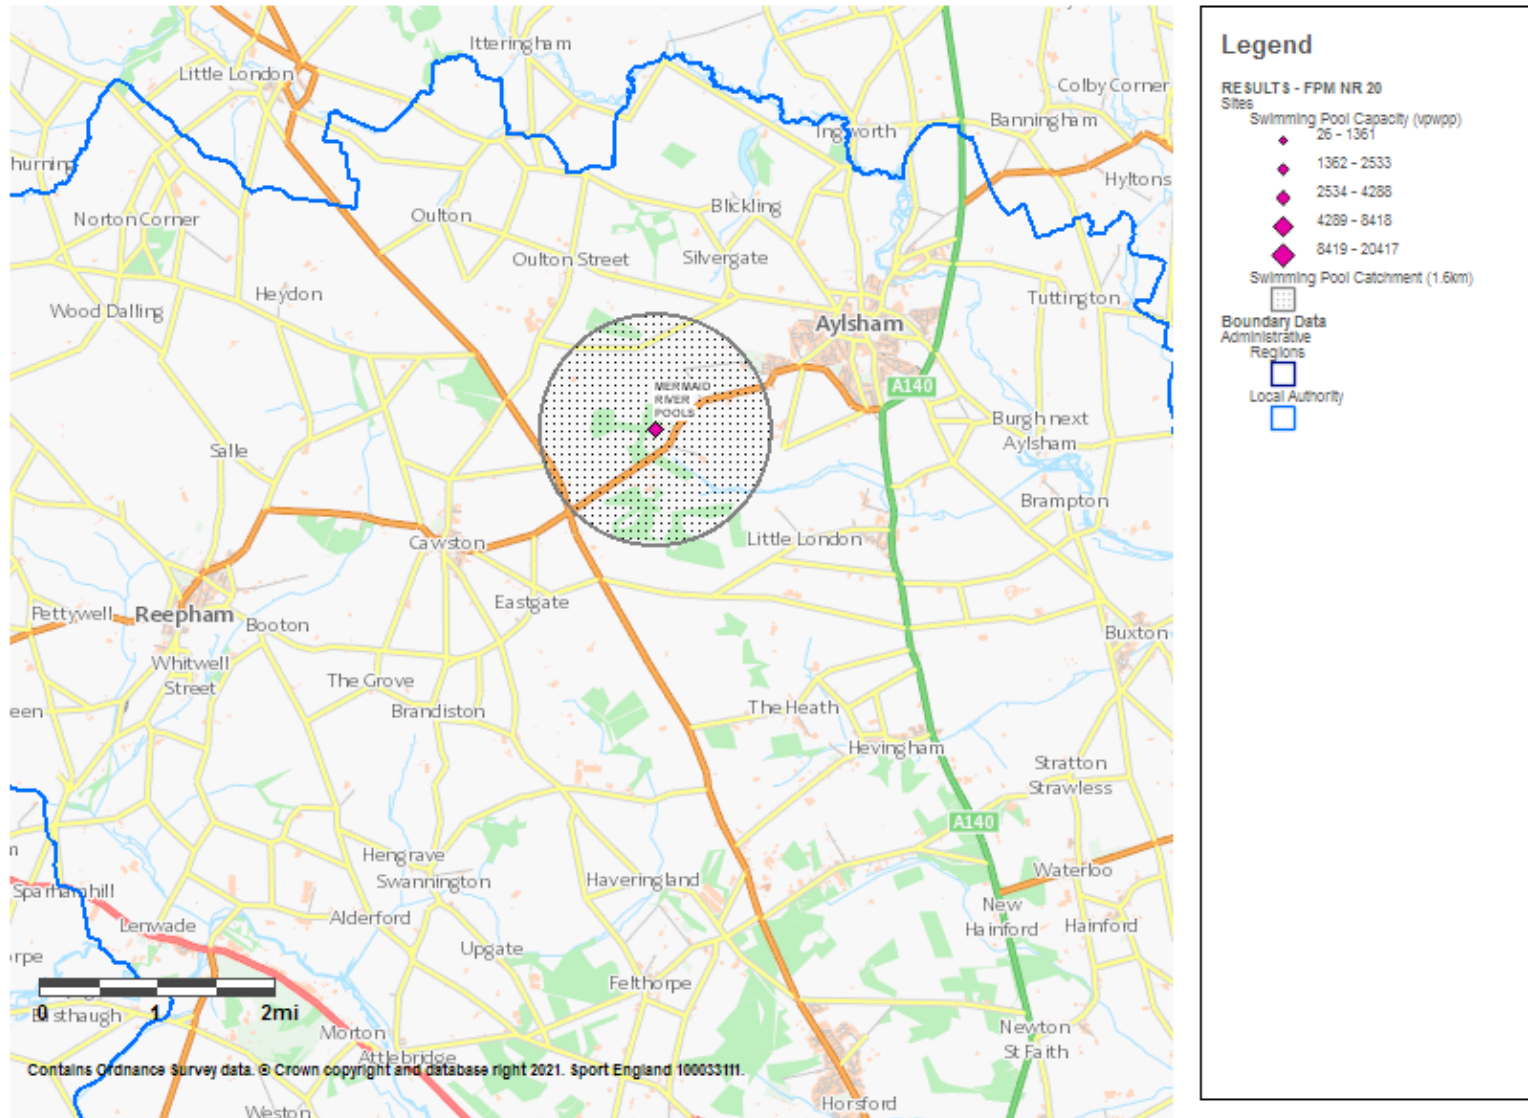 Itteringham
Little London
Colby Corner
Banningham
Ingworth
hurning
Hyltons
Norton Corner
Oulton
Blickling
Oulton Street
Silvergate
Heydon
Tuttington
Wood Dalling
Aylsham
A140
MERMAID
RIVER
POOLS
Burgh next
Aylsham
Salle
Brampton
Cawston
Little London
Eastgate
Pettywell
Reepham
Booton
Buxton
Whitwell
Street
The Grove
The Heath
een
Brandiston
Hevingham
Stratton
Strawless
A140
Hengrave
Swannington
Haveringland
Waterloo
Sparhamhill
New
Hainford
Hainford
Alderford
Lenwade
Upgate
orpe
Felthorpe
0
1
2mi
Morton
Newton
St Faith
Attlebridge
Contains Ordnance Survey data. © Crown copyright and database right 2021. Sport England 100033111.
Weston
Horsford
Legend
RESULTS - FPM NR 20
Sites
Swimming Pool Capacity (vpwpp)
26 - 1361
1362 - 2533
2534 - 4288
4289 - 8418
8419 - 20417
Swimming Pool Catchment (1.6km)
Boundary Data
Administrative
Regions
Local Authority